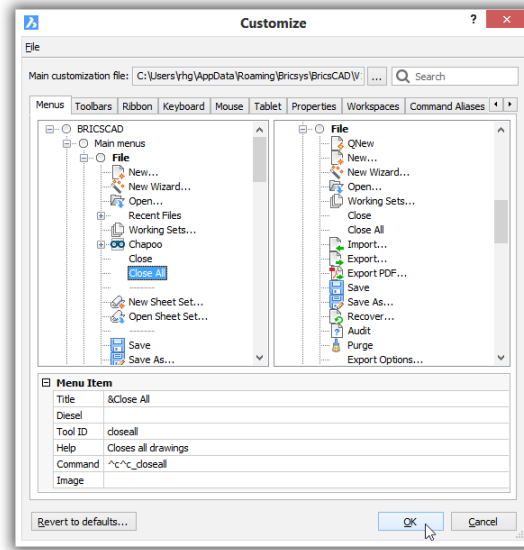 Customize
?
×
File
Main customization file: C:\Users\rhg\AppData\Roaming\Bricsys\BricsCAD\V: ... Search
Menus Toolbars Ribbon Keyboard Mouse Tablet Properties Workspaces Command Aliases
BRICSCAD
Main menus
File
New...
New Wizard...
Open...
Recent Files
Working Sets...
Chapoo
Close
Close All
----------
New Sheet Set...
Open Sheet Set...
----------
Save
Save As...
File
QNew
New...
New Wizard...
Open...
Working Sets...
Close
Close All
Import...
Export...
Export PDF...
Save
Save As...
Recover...
Audit
Purge
Export Options...
Menu Item
Title &Close All
Diesel
Tool ID closeall
Help Closes all drawings
Command ^c^c_closeall
Image
Revert to defaults... OK Cancel